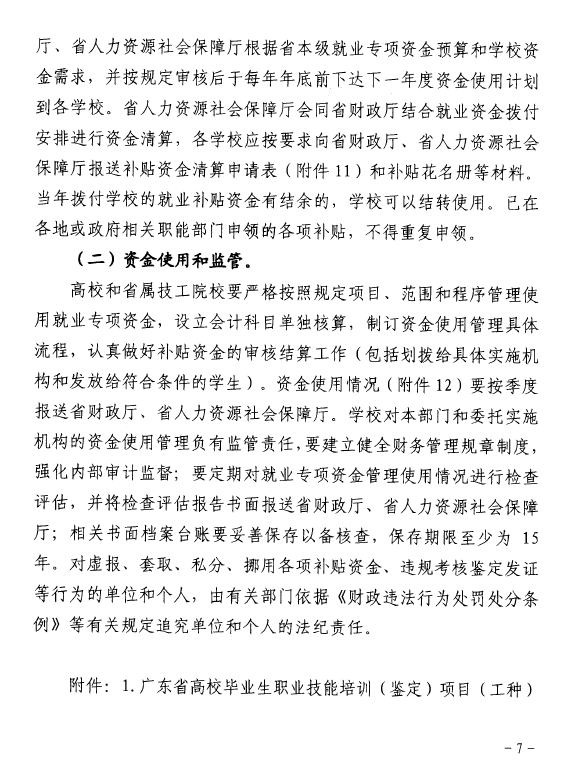 厅、省人力资源社会保障厅根据省本级就业专项资金预算和学校资
金需求，并按规定审核后于每年年底前下达下一年度资金使用计划
到各学校。省人力资源社会保障厅会同省财政厅结合就业资金拨付
安排进行资金清算，各学校应按要求向省财政厅、省人力资源社会
保障厅报送补贴资金清算申请表（附件11）和补贴花名册等材料。
当年拨付学校的就业补贴资金有结余的，学校可以结转使用。已在
各地或政府相关职能部门申领的各项补贴，不得重复申领。
（二）资金使用和监管。
高校和省属技工院校要严格按照规定项目、范围和程序管理使
用就业专项资金，设立会计科目单独核算，制订资金使用管理具体
流程，认真做好补贴资金的审核结算工作（包括划拨给具体实施机
构和发放给符合条件的学生）。资金使用情况（附件12）要按季度
报送省财政厅、省人力资源社会保障厅。学校对本部门和委托实施
机构的资金使用管理负有监管责任，要建立健全财务管理规章制度，
强化内部审计监督；要定期对就业专项资金管理使用情况进行检查
评估，并将检查评估报告书面报送省财政厅、省人力资源社会保障
厅；相关书面档案台账要妥善保存以备核查，保存期限至少为 15
年。对虚报、套取、私分、挪用各项补贴资金、违规考核鉴定发证
等行为的单位和个人，由有关部门依据《财政违法行为处罚处分条
例》等有关规定追究单位和个人的法纪责任。
附件：1.广东省高校毕业生职业技能培训（鉴定）项目（工种）
－7－